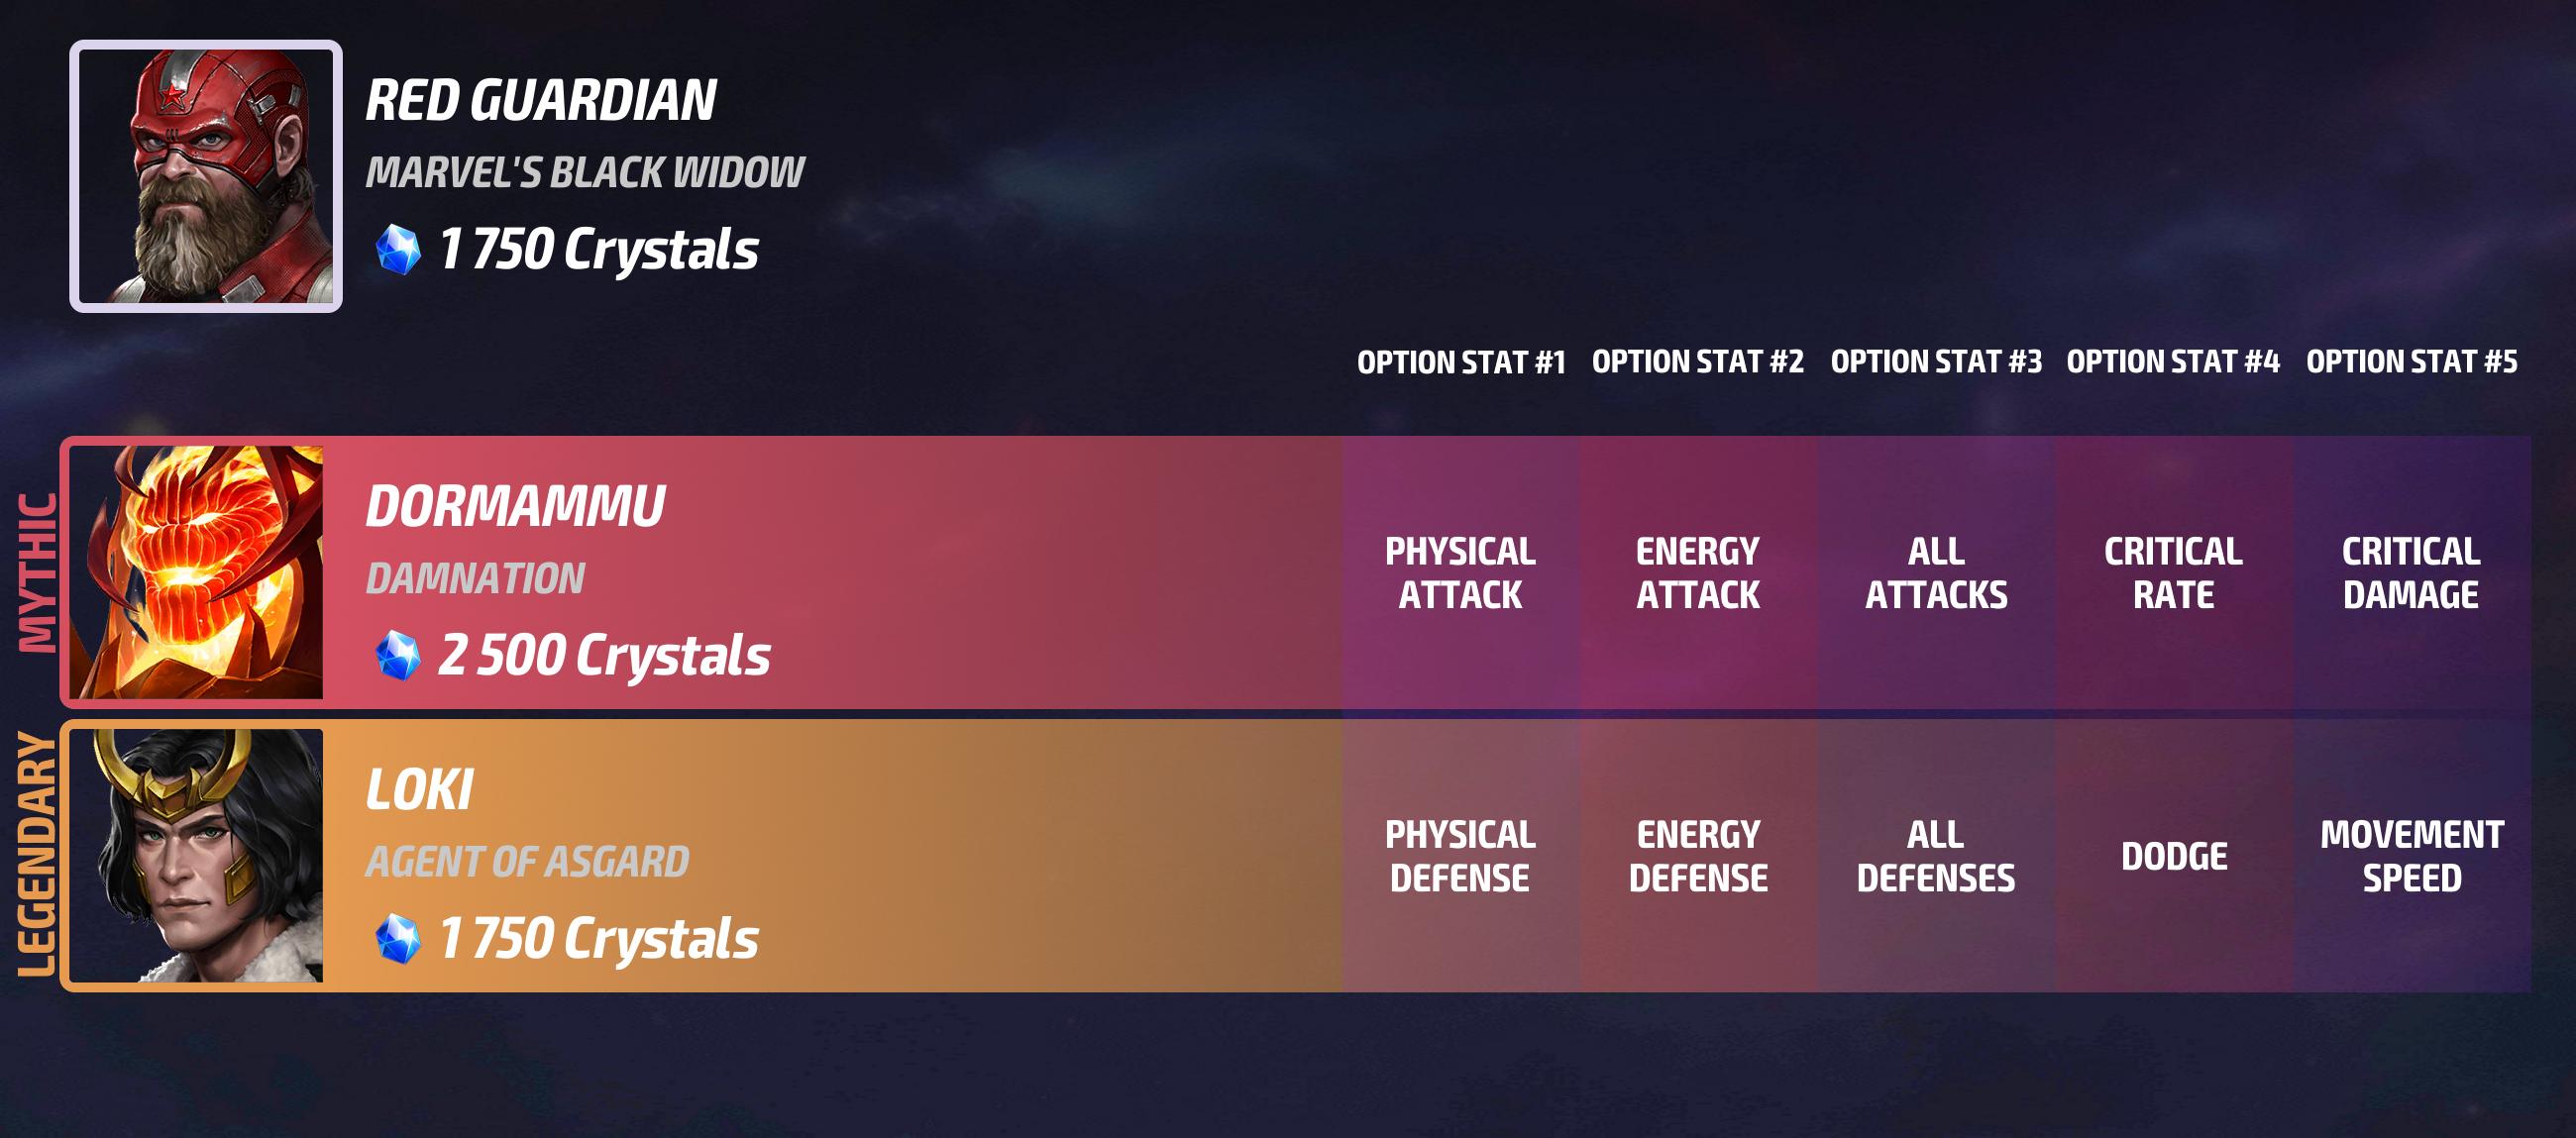 RED GUARDIAN
MARVEL'S BLACK WIDOW
1 750 Crystals
OPTION STAT #1 OPTION STAT #2 OPTION STAT #3 OPTION STAT #4 OPTION STAT #5
MYTHIC
DORMAMMU
DAMNATION
2 500 Crystals
PHYSICAL
ATTACK
ENERGY
ATTACK
ALL
ATTACKS
CRITICAL
RATE
CRITICAL
DAMAGE
LEGENDARY
LOKI
AGENT OF ASGARD
1 750 Crystals
PHYSICAL
DEFENSE
ENERGY
DEFENSE
ALL
DEFENSES
DODGE
MOVEMENT
SPEED